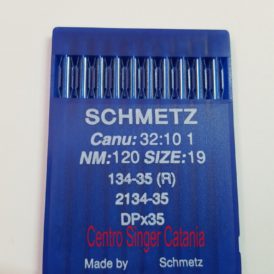 SCHMETZ
Canu: 32:10 1
NM:120 SIZE:19
134-35 (R)
2134-35
DPx35
Centro Singer Catania
Made by Schmetz